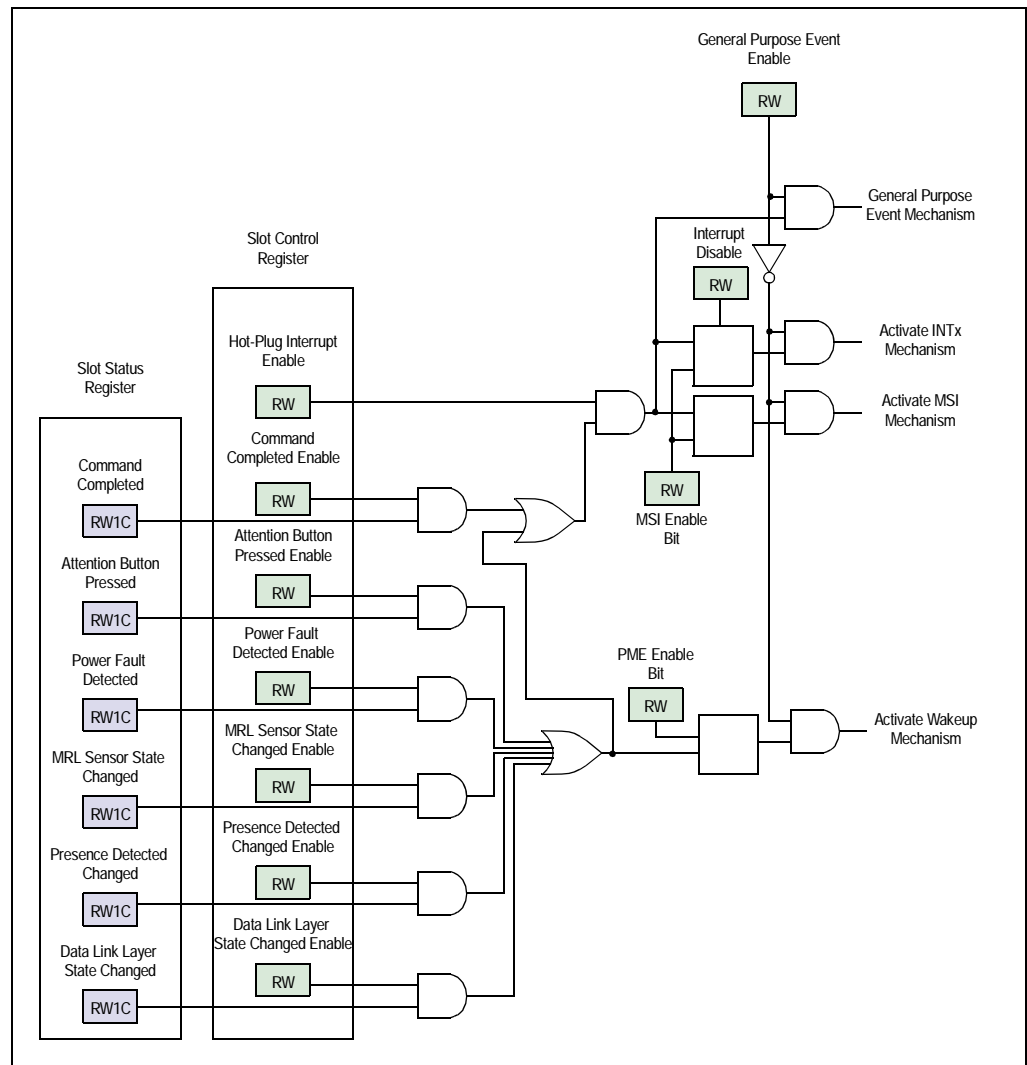 General Purpose Event
Enable
RW
General Purpose
Event Mechanism
Interrupt
Disable
RW
Slot Control
Register
Hot-Plug Interrupt
Enable
RW
Activate INTx
Mechanism
Slot Status
Register
Activate MSI
Mechanism
Command
Completed Enable
RW
Command
Completed
RW1C
RW
MSI Enable
Bit
Attention Button
Pressed Enable
RW
Attention Button
Pressed
RW1C
Power Fault
Detected Enable
RW
Power Fault
Detected
RW1C
PME Enable
Bit
RW
Activate Wakeup
Mechanism
MRL Sensor State
Changed Enable
RW
MRL Sensor State
Changed
RW1C
Presence Detected
Changed Enable
RW
Presence Detected
Changed
RW1C
Data Link Layer
State Changed Enable
RW
Data Link Layer
State Changed
RW1C